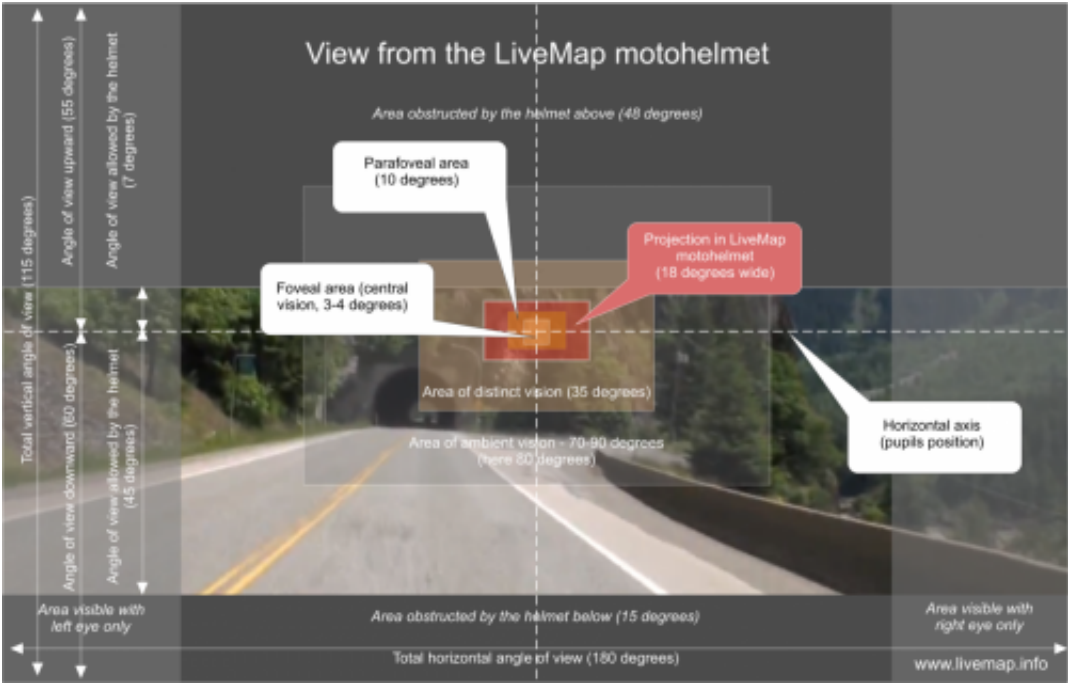 View from the LiveMap motohelmet
Area obstructed by the helmet above (48 degrees)
Total vertical angle of view (115 degrees)
Angle of view upward (55 degrees)
Angle of view allowed by the helmet
(7 degrees)
Parafoveal area
(10 degrees)
Projection in LiveMap
motohelmet
(18 degrees wide)
Foveal area (central
vision, 3-4 degrees)
Angle of view downward (60 degrees)
Angle of view allowed by the helmet
(45 degrees)
Area of distinct vision (35 degrees)
Area of ambient vision - 70-90 degrees
(here 80 degrees)
Horizontal axis
(pupils position)
Area visible with
left eye only
Area obstructed by the helmet below (15 degrees)
Area visible with
right eye only
Total horizontal angle of view (180 degrees)
www.livemap.info